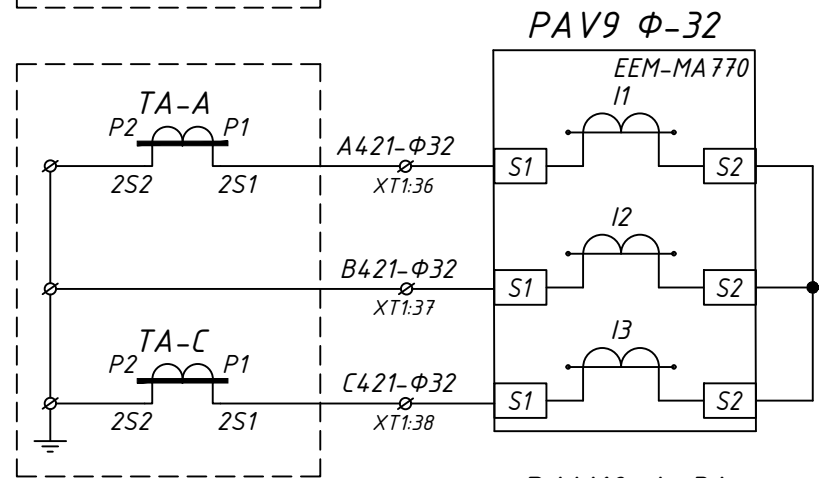 PAV9 Ф-32
EEM-MA770
TA-A
P2 P1
2S2 2S1
A421-Ф32
XT1:36
I1
S1 S2
B421-Ф32
XT1:37
I2
S1 S2
TA-C
P2 P1
2S2 2S1
C421-Ф32
XT1:38
I3
S1 S2